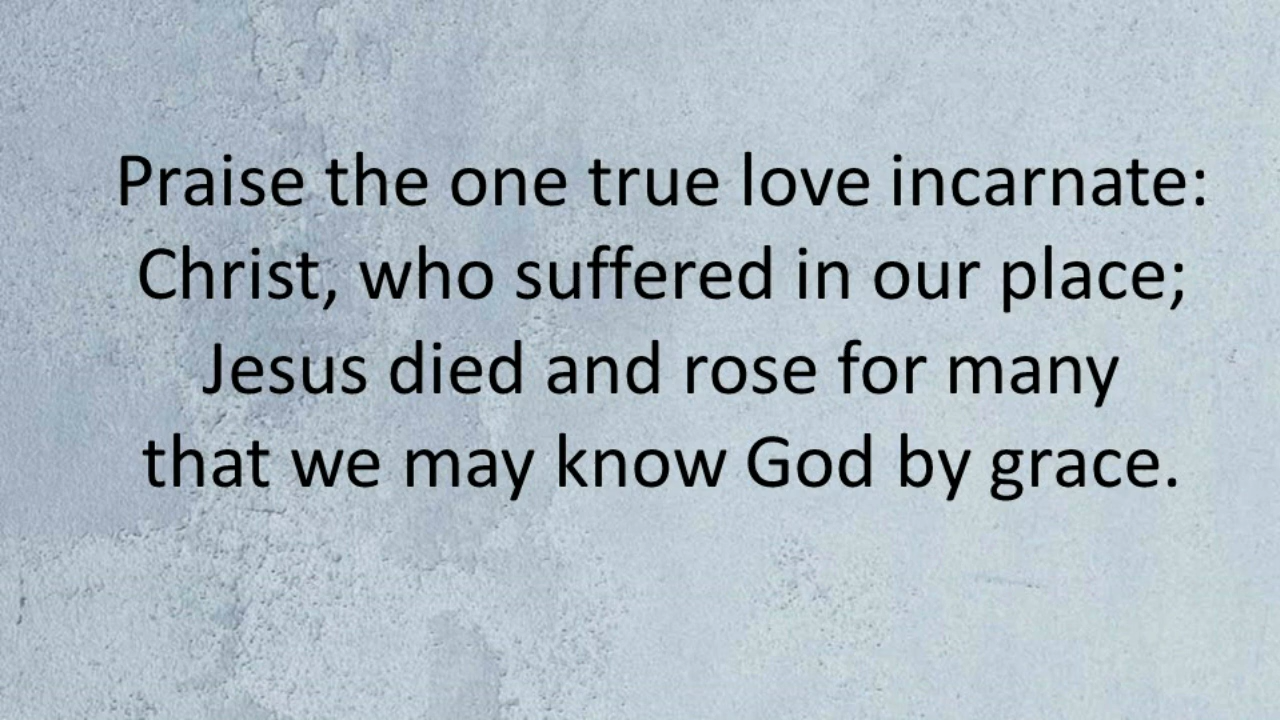 Praise the one true love incarnate:
Christ, who suffered in our place;
Jesus died and rose for many
that we may know God by grace.